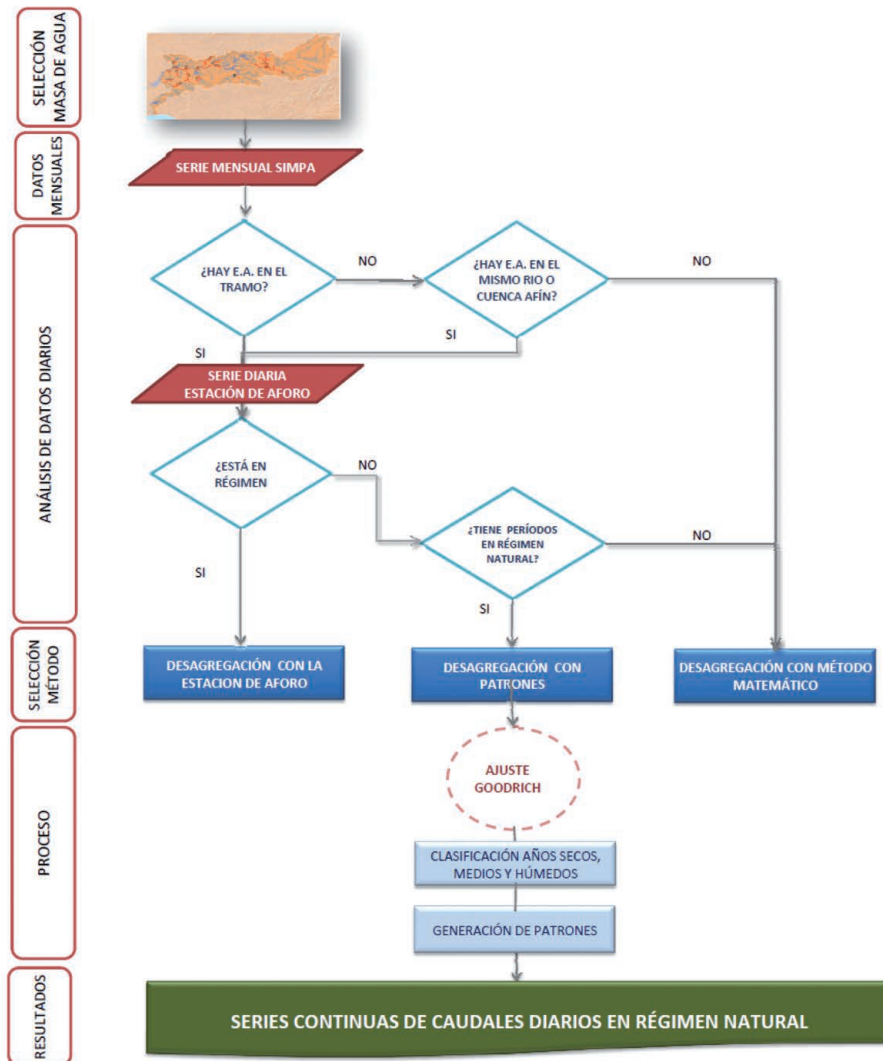 SELECCIÓN
MASA DE AGUA
DATOS
MENSUALES
SERIE MENSUAL SIMPA
ANÁLISIS DE DATOS DIARIOS
¿HAY E.A. EN EL
TRAMO?
NO
¿HAY E.A. EN EL
MISMO RIO O
CUENCA AFÍN?
NO
SI
SI
SERIE DIARIA
ESTACIÓN DE AFORO
¿ESTÁ EN
RÉGIMEN
NO
¿TIENE PERÍODOS
EN RÉGIMEN
NATURAL?
NO
SI
SI
SELECCIÓN
MÉTODO
DESAGREGACIÓN CON LA
ESTACION DE AFORO
DESAGREGACIÓN CON
PATRONES
DESAGREGACIÓN CON MÉTODO
MATEMÁTICO
PROCESO
AJUSTE
GOODRICH
CLASIFICACIÓN AÑOS SECOS,
MEDIOS Y HÚMEDOS
GENERACIÓN DE PATRONES
RESULTADOS
SERIES CONTINUAS DE CAUDALES DIARIOS EN RÉGIMEN NATURAL